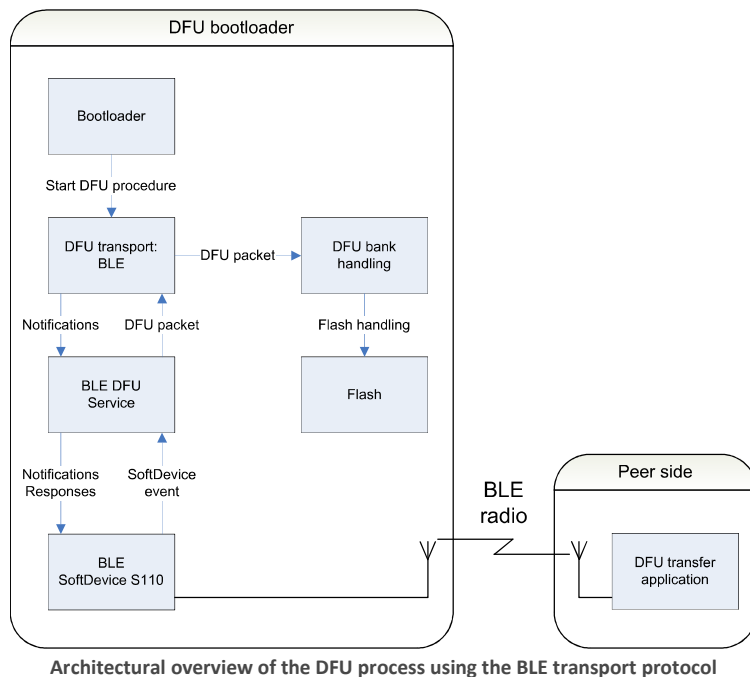 DFU bootloader
Bootloader
Start DFU procedure
DFU transport:
BLE
DFU packet
DFU bank
handling
Notifications
DFU packet
Flash handling
BLE DFU
Service
Flash
Notifications
Responses
SoftDevice
event
BLE
SoftDevice S110
BLE
radio
Peer side
DFU transfer
application
Architectural overview of the DFU process using the BLE transport protocol